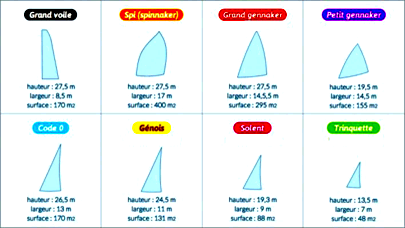 Grand voile
hauteur : 27,5 m
largeur : 8,5 m
surface : 170 m2
Spi (spinnaker)
hauteur : 27,5 m
largeur : 17 m
surface : 400 m2
Grand gennaker
hauteur : 27,5 m
largeur : 14,5,5 m
surface : 295 m2
Petit gennaker
hauteur : 19,5 m
largeur : 14,5 m
surface : 155 m2
Code 0
hauteur : 26,5 m
largeur : 13 m
surface : 170 m2
Génois
hauteur : 24,5 m
largeur : 11 m
surface : 131 m2
Solent
hauteur : 19,3 m
largeur : 9 m
surface : 88 m2
Trinquette
hauteur : 13,5 m
largeur : 7 m
surface : 48 m2